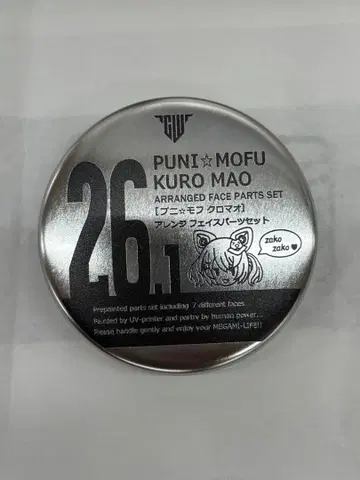 GW
PUNI☆MOFU
KURO MAO
ARRANGED FACE PARTS SET
[プニ☆モフ クロマオ]
アレンジ フェイスパーツセット
26.1
zako
zako♥
Prepainted parts set including 7 different faces
Painted by UV-printer and partry by human power...
Please handle gently and enjoy your MEGAMI-LIFE!!